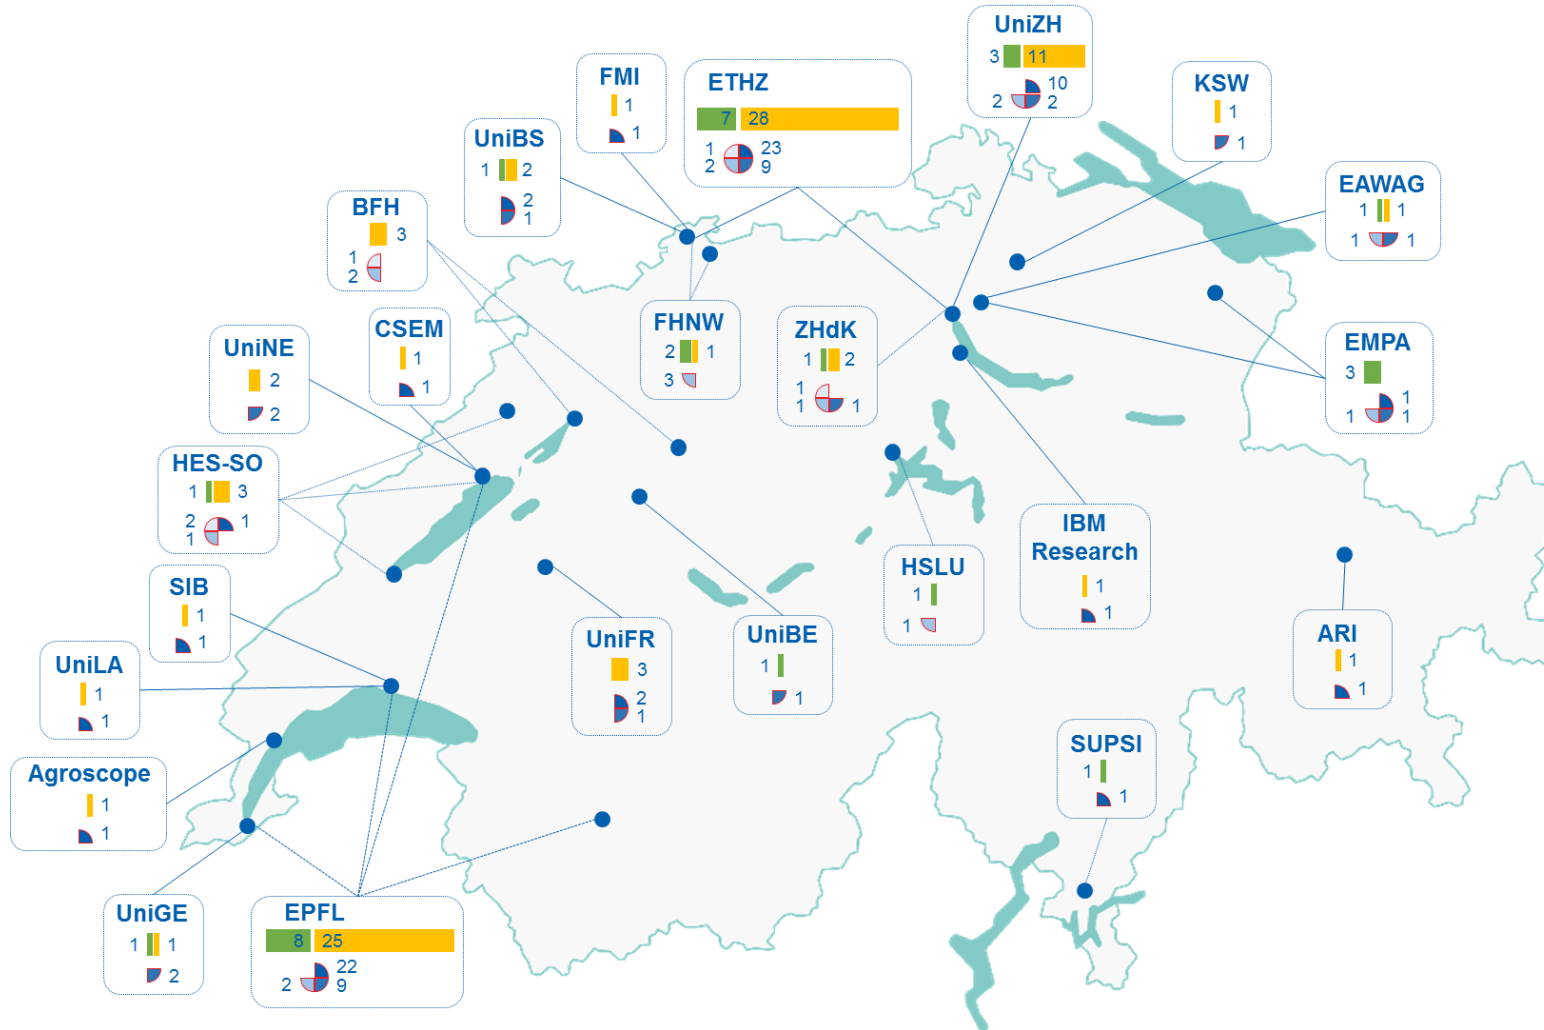 UniZH
3 11
10
2 2
FMI
1
1
ETHZ
7 28
1 23
2 9
KSW
1
1
UniBS
1 2
2
1
EAWAG
1 1
1 1
BFH
3
1
2
FHNW
2 1
3
CSEM
1
1
ZHdK
1 2
1
1 1
UniNE
2
2
EMPA
3
1
1 1
HES-SO
1 3
2 1
1
IBM
Research
1
1
HSLU
1
1
SIB
1
1
UniFR
3
2
1
UniBE
1
1
ARI
1
1
UniLA
1
1
SUPSI
1
1
Agroscope
1
1
UniGE
1 1
2
EPFL
8 25
22
2 9